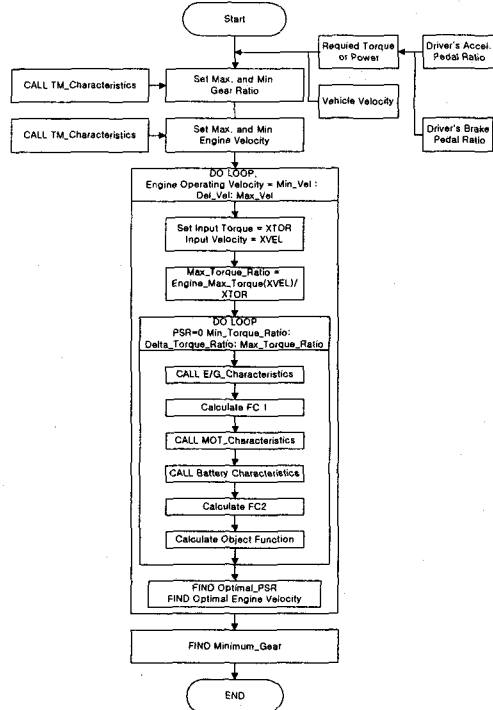 Start
Requied Torque
or Power
Driver's Accel.
Pedal Ratio
CALL TM_Characteristics
Set Max. and Min
Gear Ratio
Vehicle Velocity
CALL TM_Characteristics
Set Max. and Min
Engine Velocity
Driver's Brake
Pedal Ratio
DO LOOP,
Engine Operating Velocity = Min_Vel :
Del_Vel: Max_Vel
Set Input Torque = XTOR
Input Velocity = XVEL
Max_Torque_Ratio =
Engine_Max_Torque(XVEL)/
XTOR
DO LOOP
PSR=0 Min_Torque_Ratio:
Delta_Torque_Ratio: Max_Torque_Ratio
CALL E/G_Characteristics
Calculate FC 1
CALL MOT_Characteristics
CALL Battery Characteristics
Calculate FC2
Calculate Object Function
FIND Optimal_PSR
FIND Optimal Engine Velocity
FIND Minimum_Gear
END